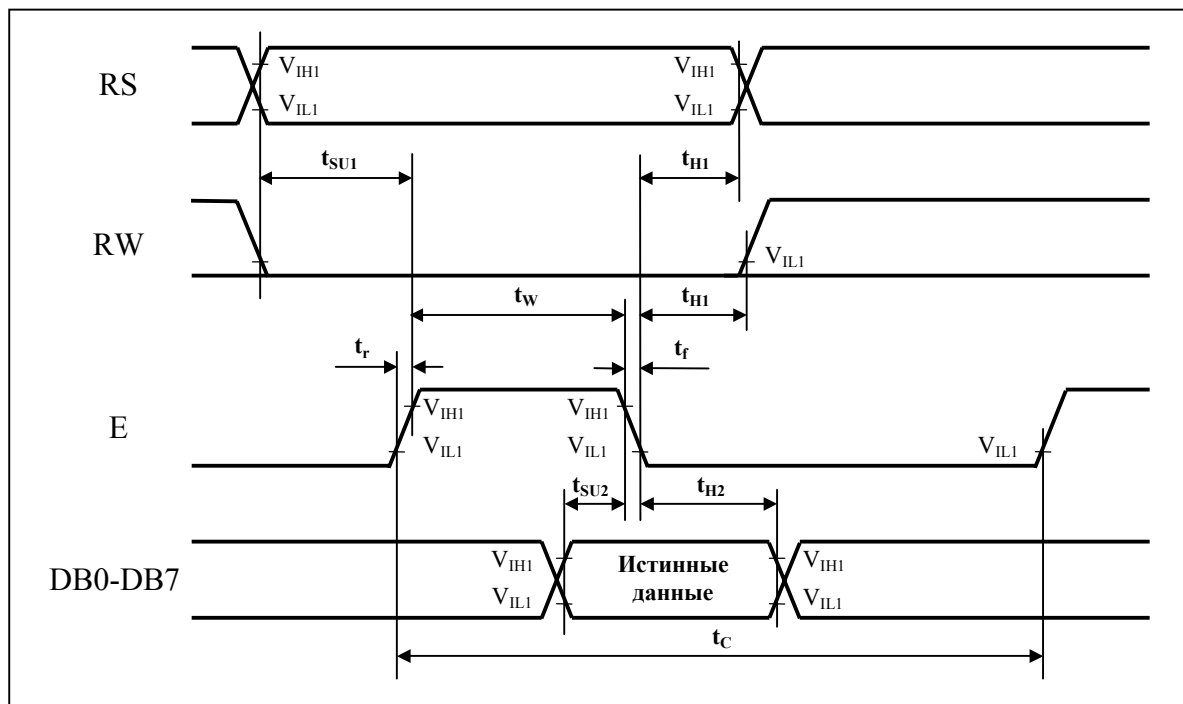 RS
V_IH1
V_IH1
V_IL1
V_IL1
t_SU1
t_H1
RW
V_IL1
t_W
t_H1
t_r
t_f
E
V_IH1
V_IH1
V_IL1
V_IL1
V_IL1
t_SU2
t_H2
DB0-DB7
V_IH1
Истинные
V_IH1
V_IL1
данные
V_IL1
t_C